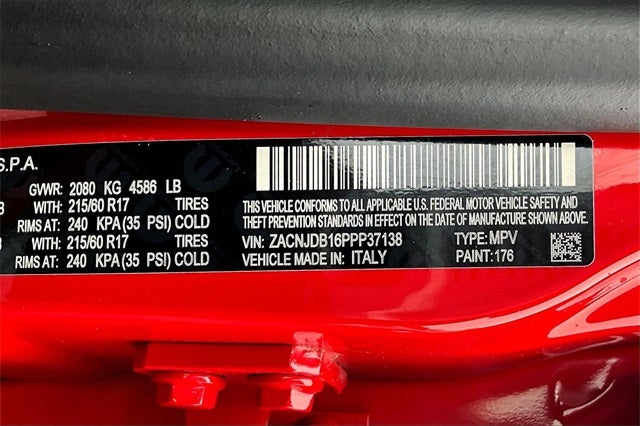 S.P.A.
GVWR: 2080 KG 4586 LB
WITH: 215/60 R17 TIRES
RIMS AT: 240 KPA(35 PSI) COLD
WITH: 215/60 R17 TIRES
RIMS AT: 240 KPA(35 PSI) COLD
THIS VEHICLE CONFORMS TO ALL APPLICABLE U.S. FEDERAL MOTOR VEHICLE SAFETY AND
THEFT PREVENTION STANDARDS IN EFFECT ON THE DATE OF MANUFACTURE SHOWN ABOVE.
VIN: ZACNJDB16PPP37138 TYPE: MPV
VEHICLE MADE IN: ITALY PAINT: 176